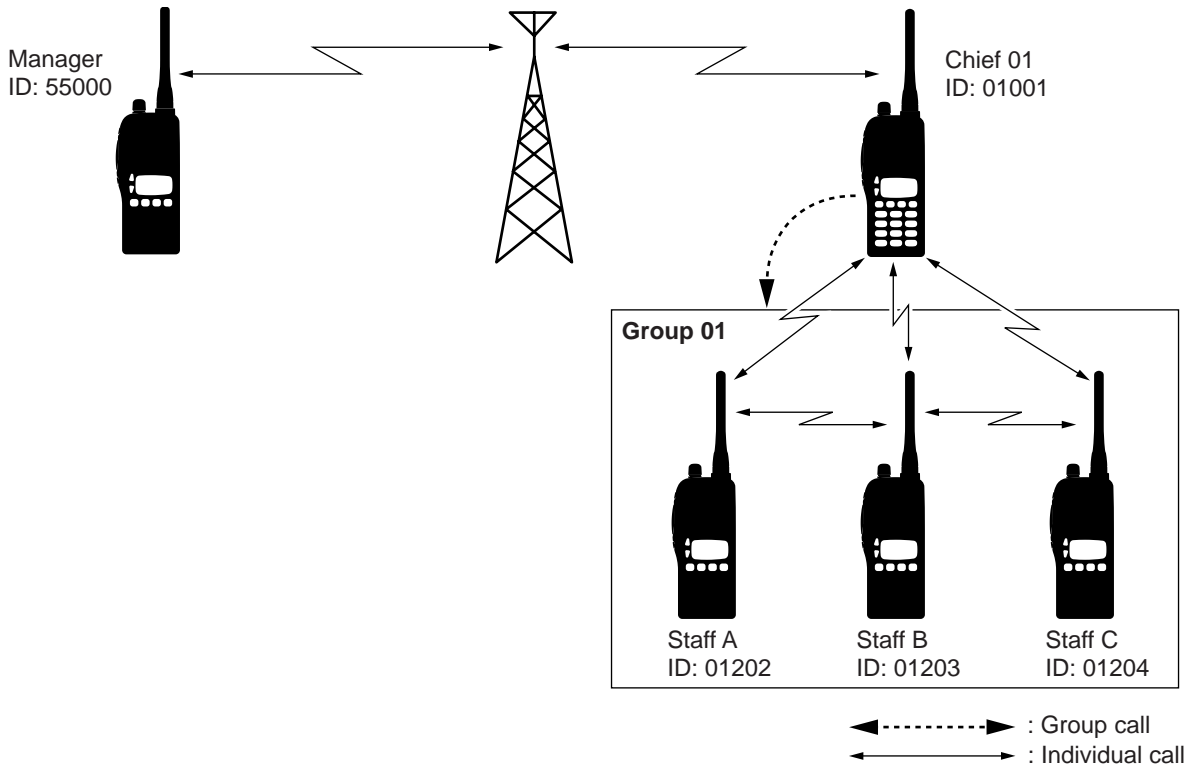 Manager
ID: 55000
Chief 01
ID: 01001
Group 01
Staff A
ID: 01202
Staff B
ID: 01203
Staff C
ID: 01204
: Group call
: Individual call